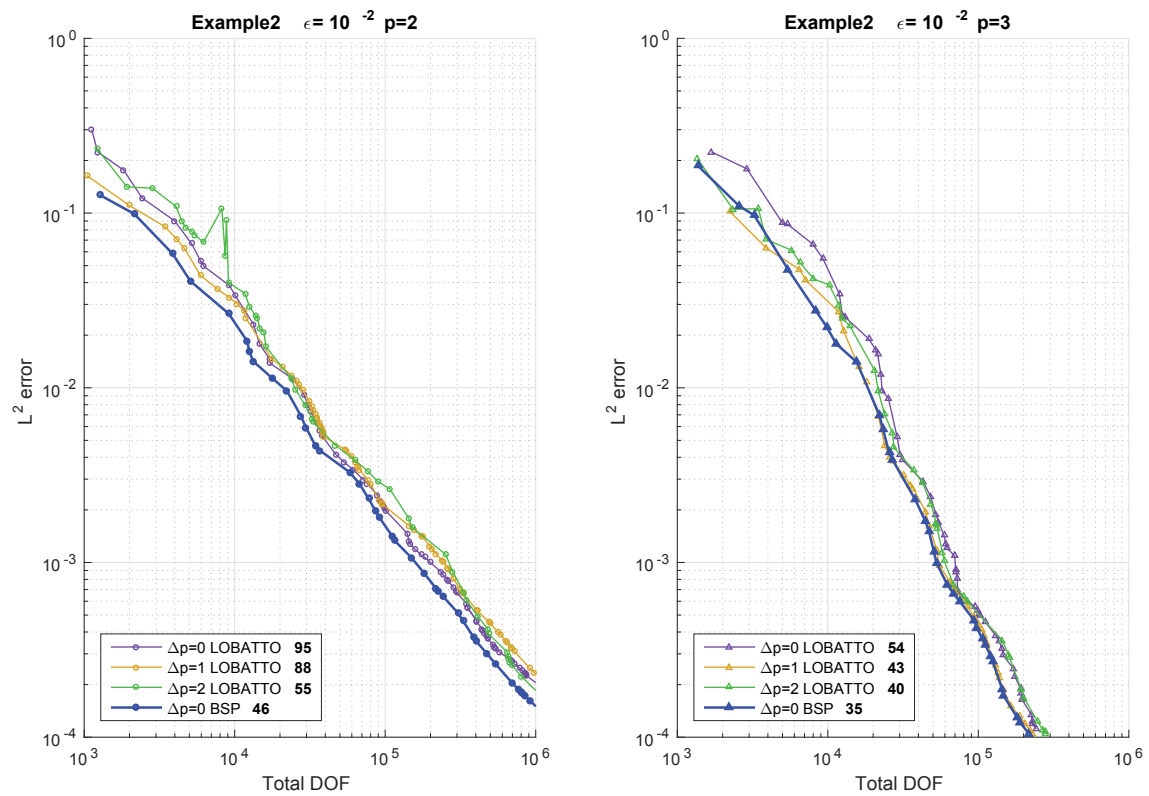 Example2 ϵ= 10 -2 p=2
10 0
10 -1
10 -2
10 -3
10 -4
L 2 error
10 3
10 4
10 5
10 6
Total DOF
Δp=0 LOBATTO 95
Δp=1 LOBATTO 88
Δp=2 LOBATTO 55
Δp=0 BSP 46
Example2 ϵ= 10 -2 p=3
10 0
10 -1
10 -2
10 -3
10 -4
L 2 error
10 3
10 4
10 5
10 6
Total DOF
Δp=0 LOBATTO 54
Δp=1 LOBATTO 43
Δp=2 LOBATTO 40
Δp=0 BSP 35